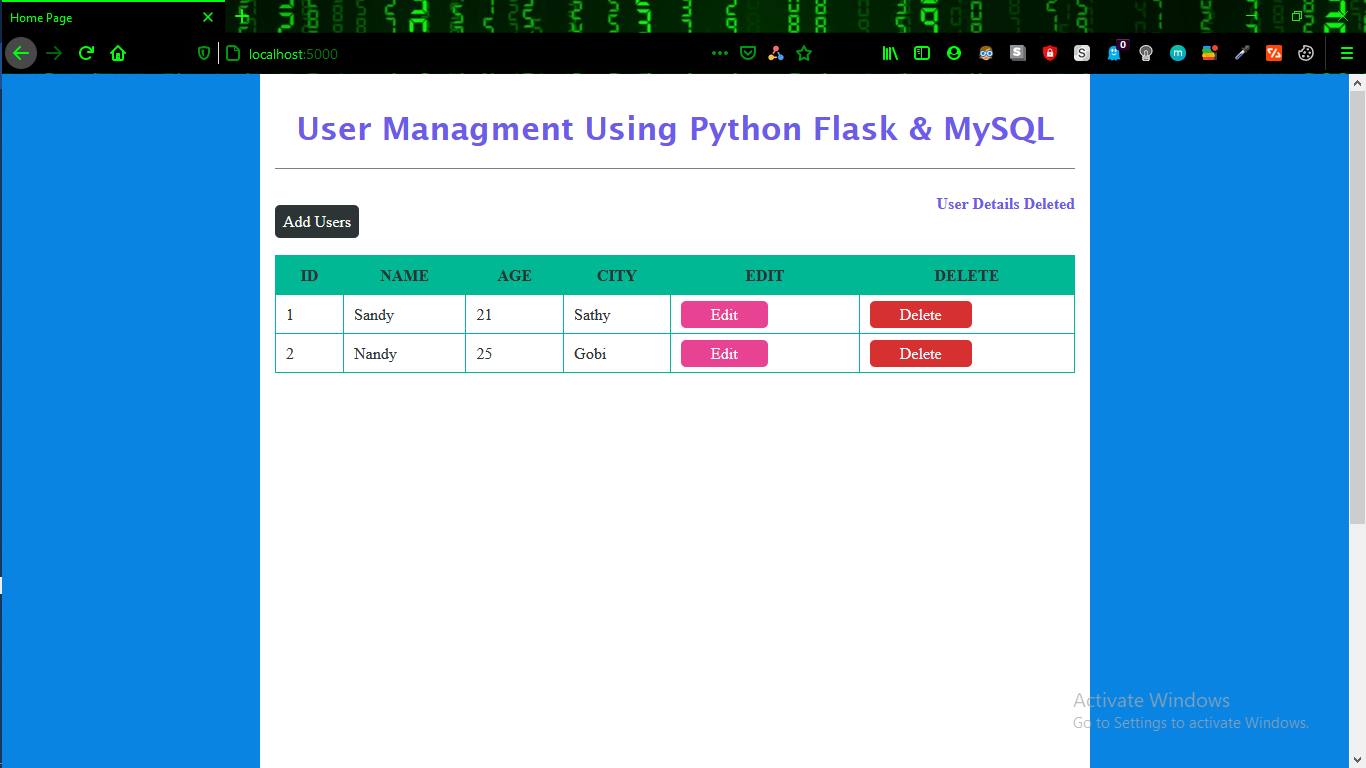 Home Page
localhost:5000
0
User Managment Using Python Flask & MySQL
User Details Deleted
Add Users
ID NAME AGE CITY EDIT DELETE
1 Sandy 21 Sathy Edit Delete
2 Nandy 25 Gobi Edit Delete
Activate Windows
Go to Settings to activate Windows.